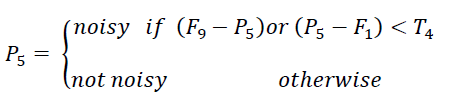 P₅ = { noisy if (F₉ − P₅)or (P₅ − F₁) < T₄
not noisy otherwise